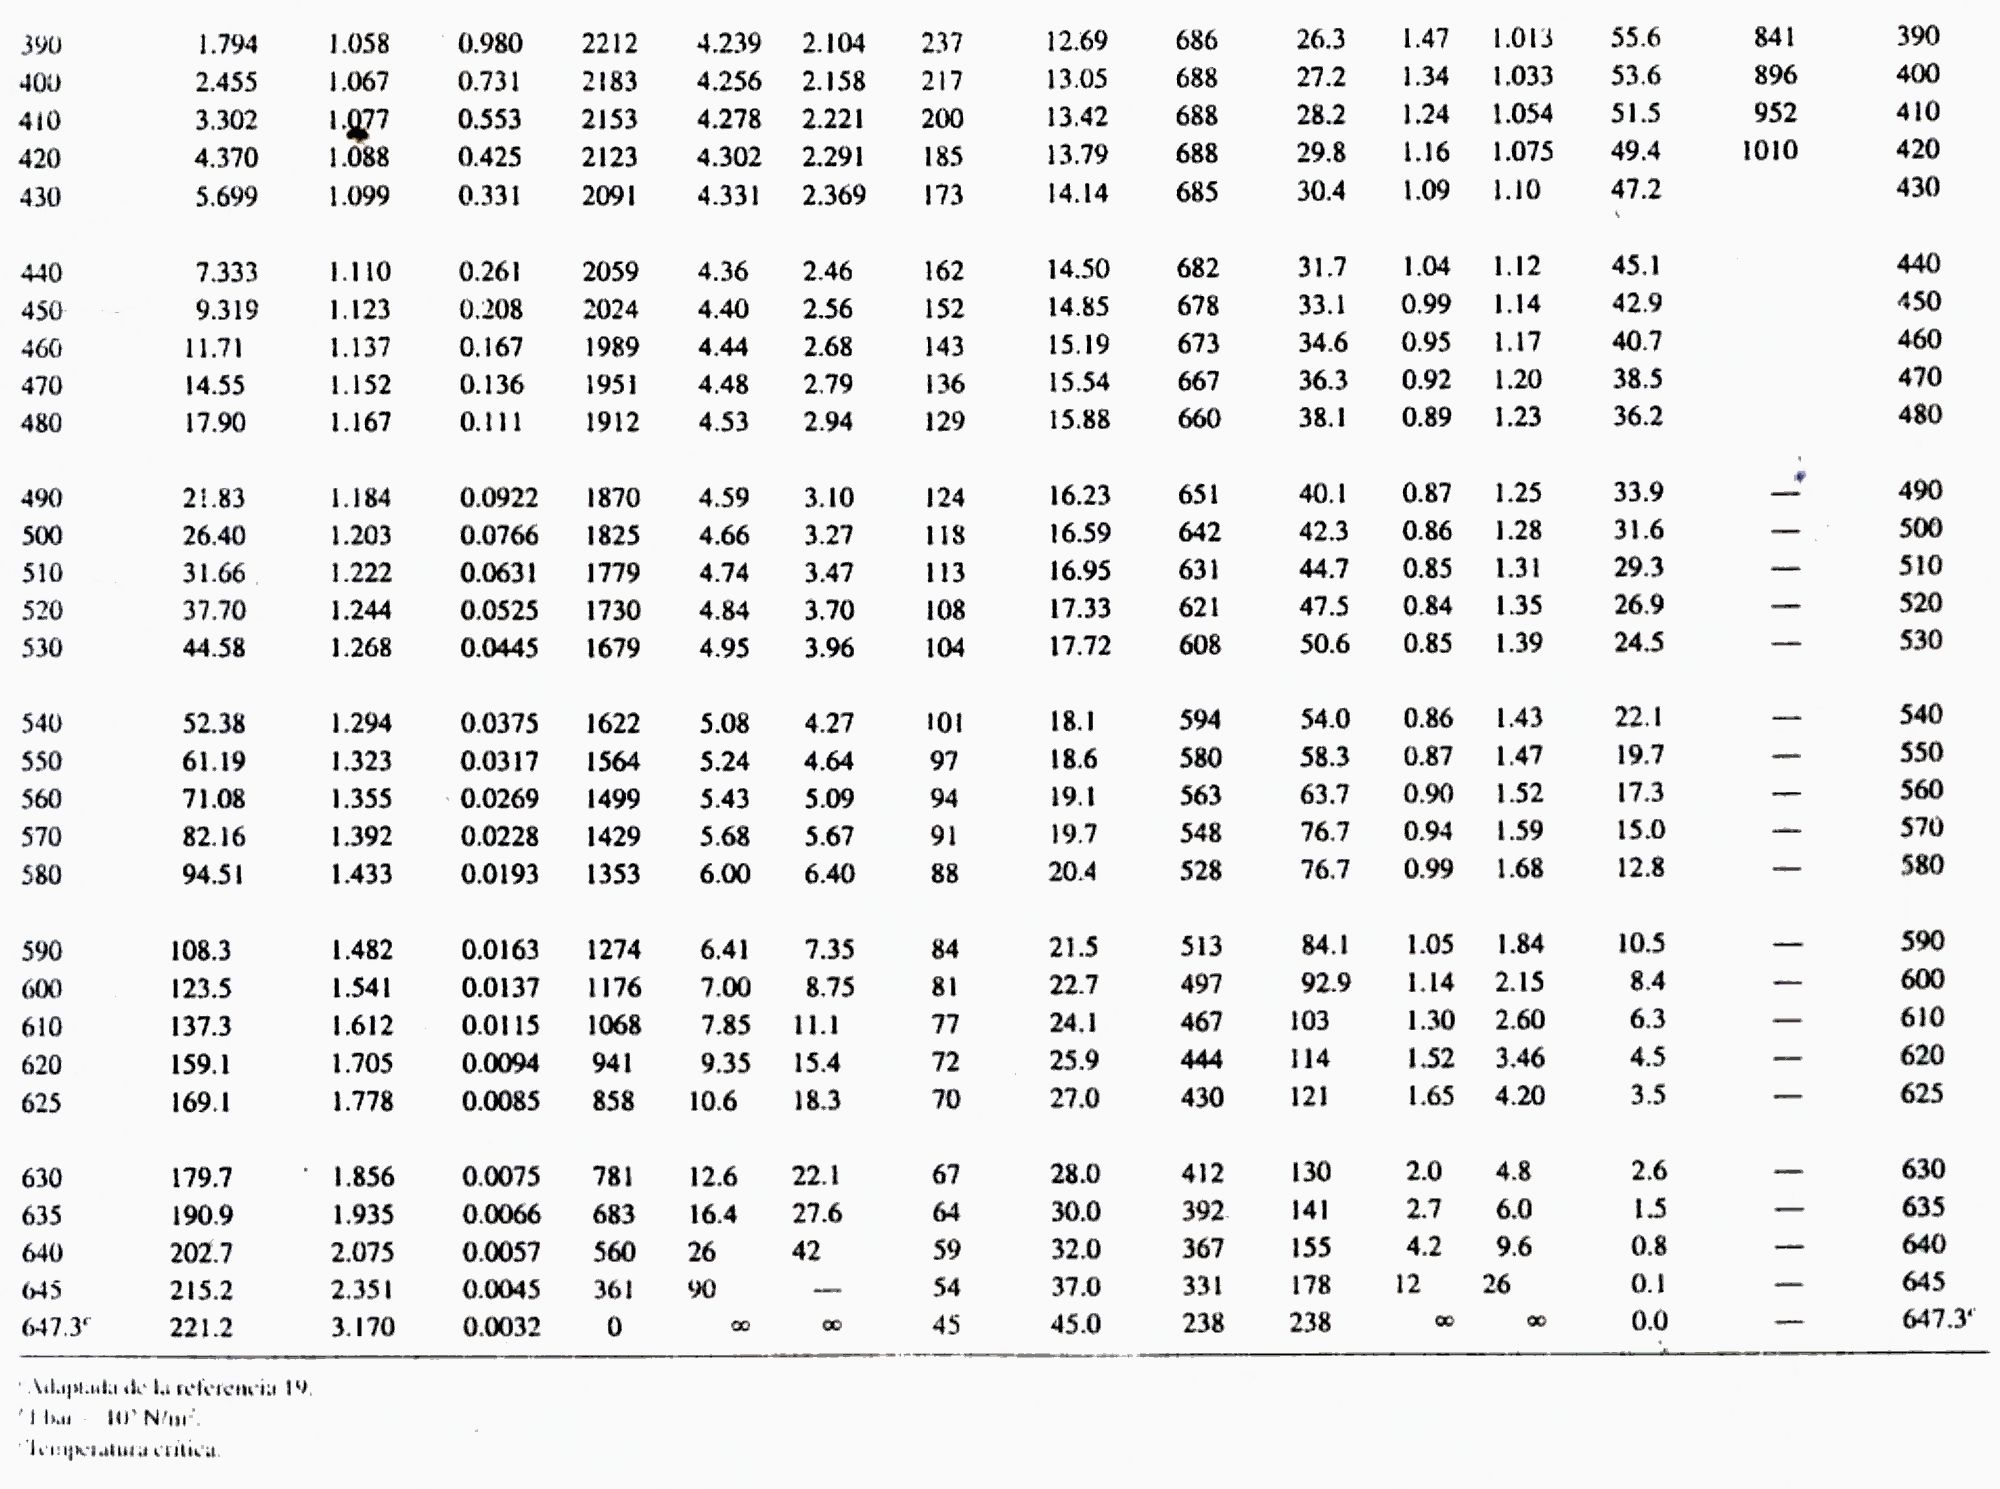 390 1.794 1.058 0.980 2212 4.239 2.104 237 12.69 686 26.3 1.47 1.013 55.6 841 390
400 2.455 1.067 0.731 2183 4.256 2.158 217 13.05 688 27.2 1.34 1.033 53.6 896 400
410 3.302 1.077 0.553 2153 4.278 2.221 200 13.42 688 28.2 1.24 1.054 51.5 952 410
420 4.370 1.088 0.425 2123 4.302 2.291 185 13.79 688 29.8 1.16 1.075 49.4 1010 420
430 5.699 1.099 0.331 2091 4.331 2.369 173 14.14 685 30.4 1.09 1.10 47.2 430
440 7.333 1.110 0.261 2059 4.36 2.46 162 14.50 682 31.7 1.04 1.12 45.1 440
450 9.319 1.123 0.208 2024 4.40 2.56 152 14.85 678 33.1 0.99 1.14 42.9 450
460 11.71 1.137 0.167 1989 4.44 2.68 143 15.19 673 34.6 0.95 1.17 40.7 460
470 14.55 1.152 0.136 1951 4.48 2.79 136 15.54 667 36.3 0.92 1.20 38.5 470
480 17.90 1.167 0.111 1912 4.53 2.94 129 15.88 660 38.1 0.89 1.23 36.2 480
490 21.83 1.184 0.0922 1870 4.59 3.10 124 16.23 651 40.1 0.87 1.25 33.9 — 490
500 26.40 1.203 0.0766 1825 4.66 3.27 118 16.59 642 42.3 0.86 1.28 31.6 — 500
510 31.66 1.222 0.0631 1779 4.74 3.47 113 16.95 631 44.7 0.85 1.31 29.3 — 510
520 37.70 1.244 0.0525 1730 4.84 3.70 108 17.33 621 47.5 0.84 1.35 26.9 — 520
530 44.58 1.268 0.0445 1679 4.95 3.96 104 17.72 608 50.6 0.85 1.39 24.5 — 530
540 52.38 1.294 0.0375 1622 5.08 4.27 101 18.1 594 54.0 0.86 1.43 22.1 — 540
550 61.19 1.323 0.0317 1564 5.24 4.64 97 18.6 580 58.3 0.87 1.47 19.7 — 550
560 71.08 1.355 0.0269 1499 5.43 5.09 94 19.1 563 63.7 0.90 1.52 17.3 — 560
570 82.16 1.392 0.0228 1429 5.68 5.67 91 19.7 548 76.7 0.94 1.59 15.0 — 570
580 94.51 1.433 0.0193 1353 6.00 6.40 88 20.4 528 76.7 0.99 1.68 12.8 — 580
590 108.3 1.482 0.0163 1274 6.41 7.35 84 21.5 513 84.1 1.05 1.84 10.5 — 590
600 123.5 1.541 0.0137 1176 7.00 8.75 81 22.7 497 92.9 1.14 2.15 8.4 — 600
610 137.3 1.612 0.0115 1068 7.85 11.1 77 24.1 467 103 1.30 2.60 6.3 — 610
620 159.1 1.705 0.0094 941 9.35 15.4 72 25.9 444 114 1.52 3.46 4.5 — 620
625 169.1 1.778 0.0085 858 10.6 18.3 70 27.0 430 121 1.65 4.20 3.5 — 625
630 179.7 1.856 0.0075 781 12.6 22.1 67 28.0 412 130 2.0 4.8 2.6 — 630
635 190.9 1.935 0.0066 683 16.4 27.6 64 30.0 392 141 2.7 6.0 1.5 — 635
640 202.7 2.075 0.0057 560 26 42 59 32.0 367 155 4.2 9.6 0.8 — 640
645 215.2 2.351 0.0045 361 90 — 54 37.0 331 178 12 26 0.1 — 645
647.3ᶜ 221.2 3.170 0.0032 0 ∞ ∞ 45 45.0 238 238 ∞ ∞ 0.0 — 647.3ᶜ
Adaptada de la referencia 19.
1 bar 10⁵ N/m².
Temperatura crítica.